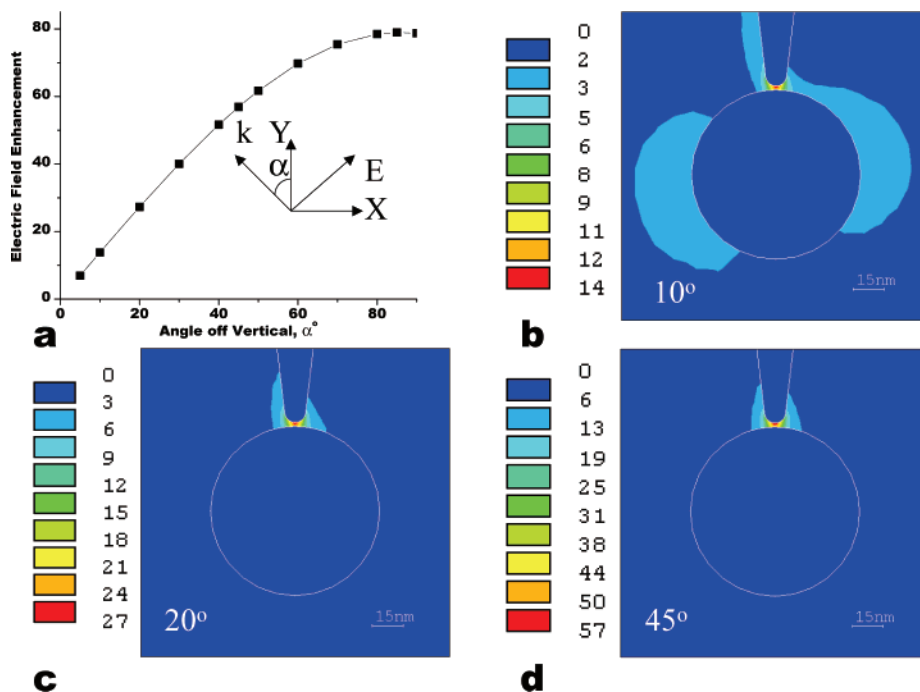 80
60
40
20
0
Electric Field Enhancement
0 20 40 60 80
Angle off Vertical, α°
k
Y
α
E
X
a
0
2
3
5
6
8
9
11
12
14
10°
15nm
b
0
3
6
9
12
15
18
21
24
27
20°
15nm
c
0
6
13
19
25
31
38
44
50
57
45°
15nm
d